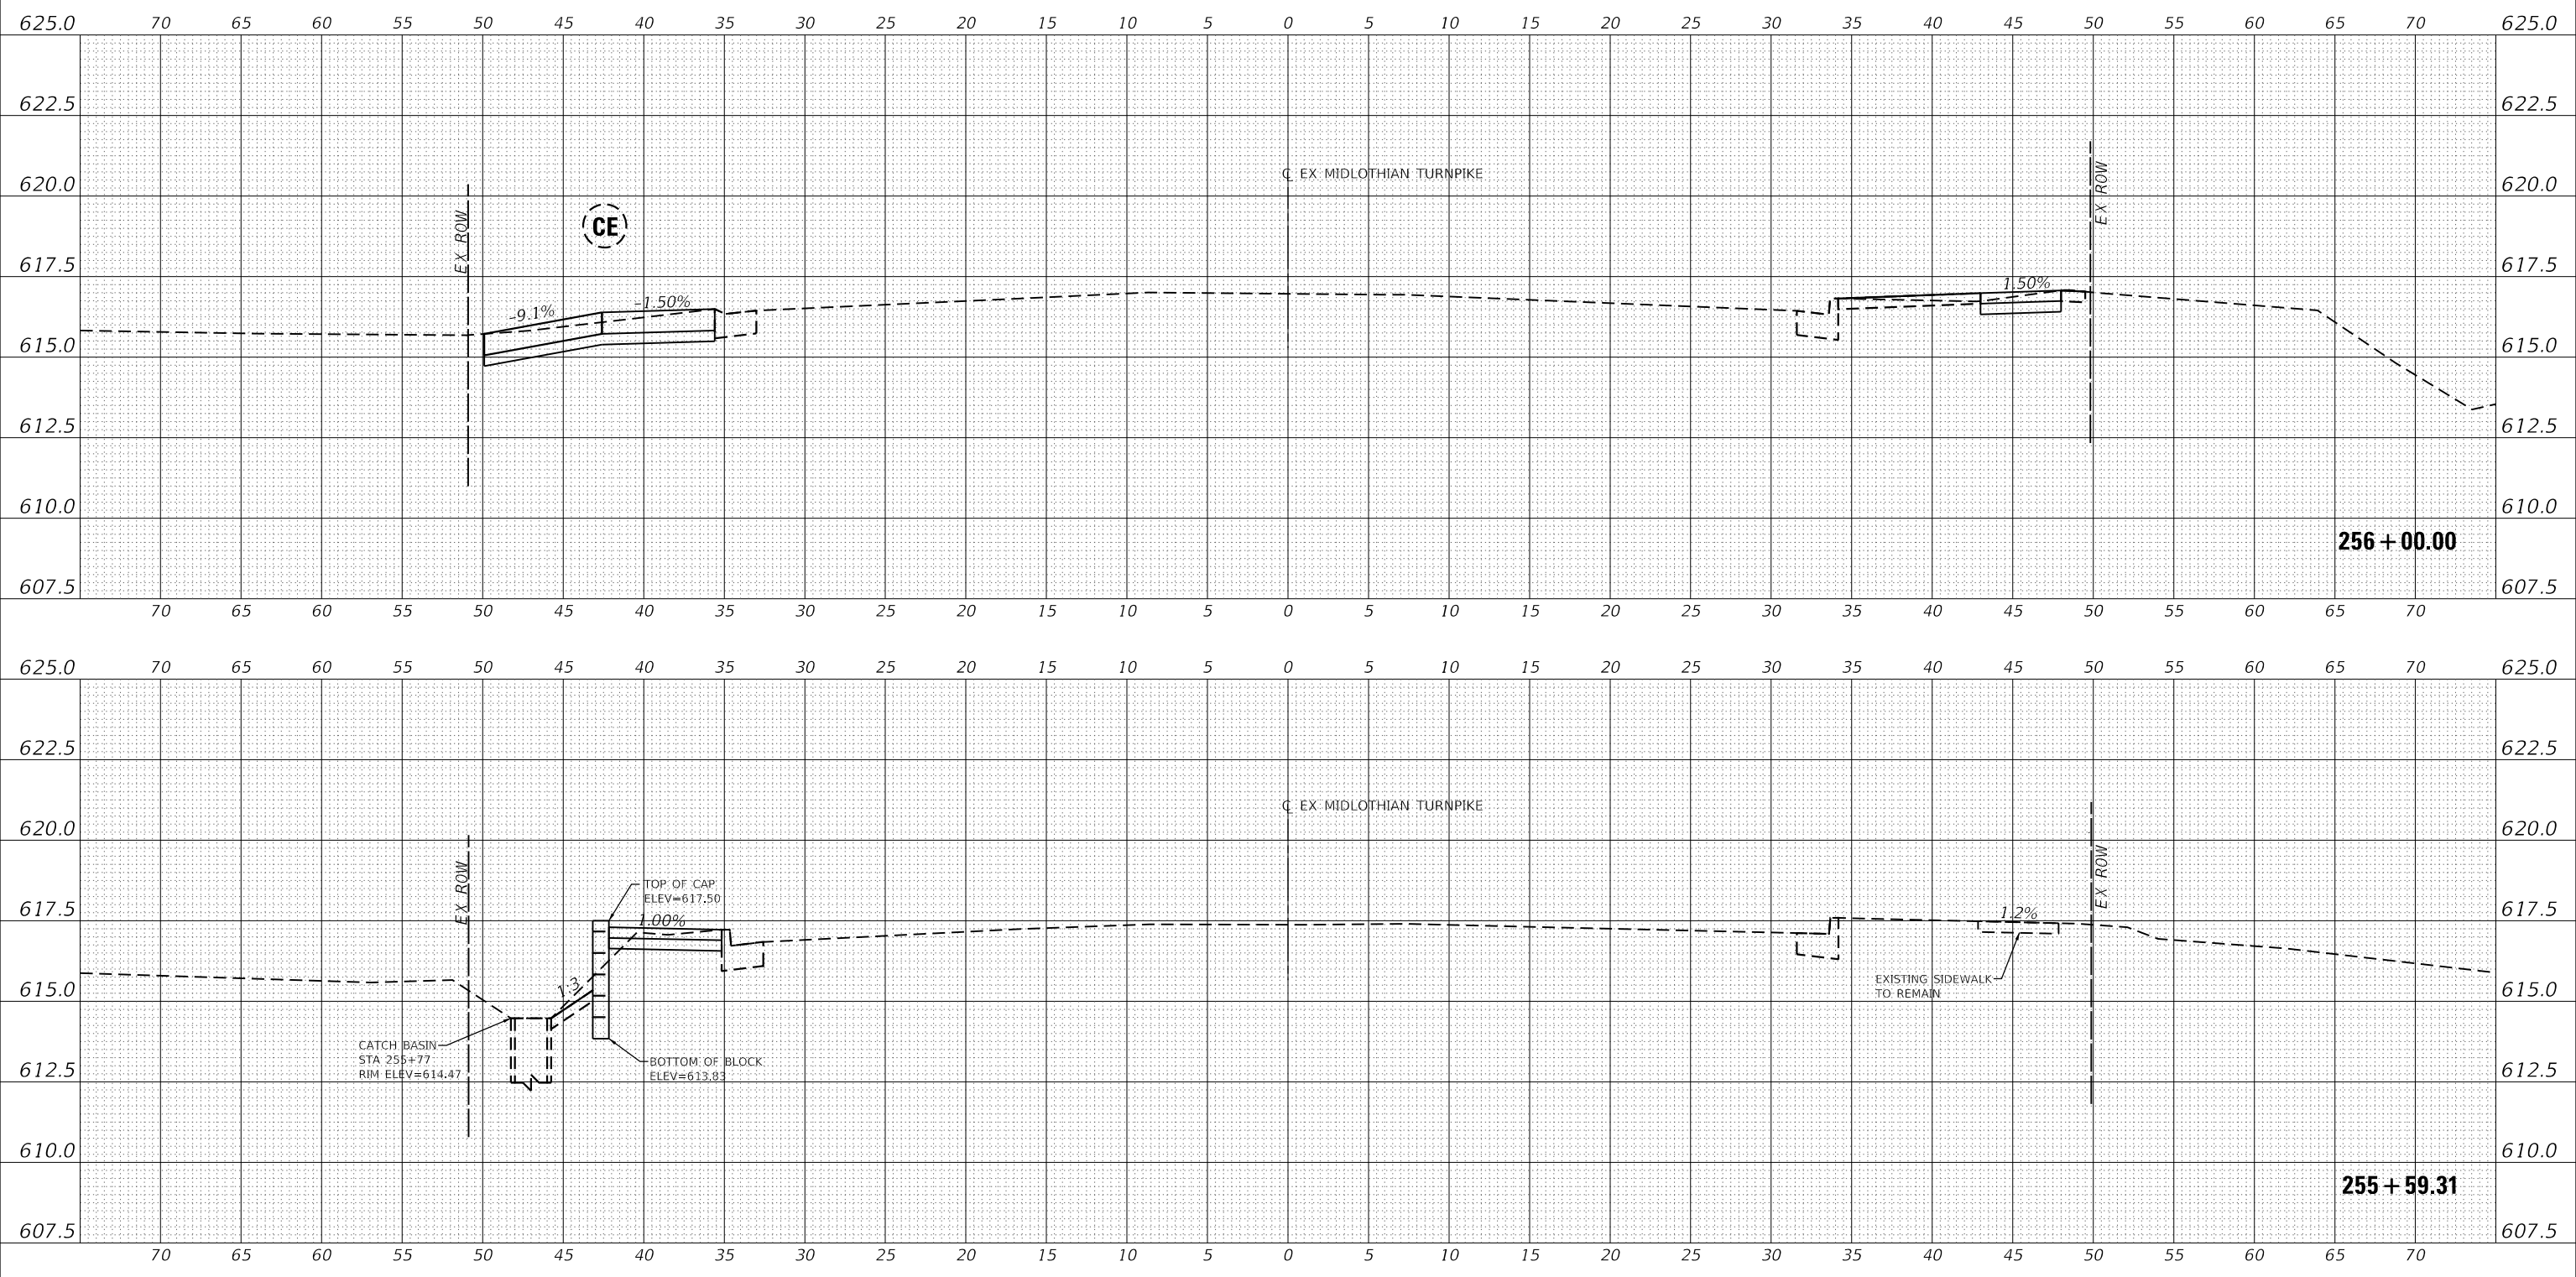 625.0 70 65 60 55 50 45 40 35 30 25 20 15 10 5 0 5 10 15 20 25 30 35 40 45 50 55 60 65 70 625.0
622.5 622.5
620.0 620.0
℄ EX MIDLOTHIAN TURNPIKE
EX ROW
EX ROW
CE
617.5 617.5
-9.1%
-1.50%
1.50%
615.0 615.0
612.5 612.5
610.0 610.0
256+00.00
607.5 607.5
70 65 60 55 50 45 40 35 30 25 20 15 10 5 0 5 10 15 20 25 30 35 40 45 50 55 60 65 70
625.0 70 65 60 55 50 45 40 35 30 25 20 15 10 5 0 5 10 15 20 25 30 35 40 45 50 55 60 65 70 625.0
622.5 622.5
℄ EX MIDLOTHIAN TURNPIKE
620.0 620.0
EX ROW
EX ROW
TOP OF CAP
ELEV=617.50
617.5 617.5
1.00%
1.2%
1:3
EXISTING SIDEWALK
TO REMAIN
615.0 615.0
CATCH BASIN
STA 255+77
RIM ELEV=614.47
BOTTOM OF BLOCK
ELEV=613.83
612.5 612.5
610.0 610.0
255+59.31
607.5 607.5
70 65 60 55 50 45 40 35 30 25 20 15 10 5 0 5 10 15 20 25 30 35 40 45 50 55 60 65 70